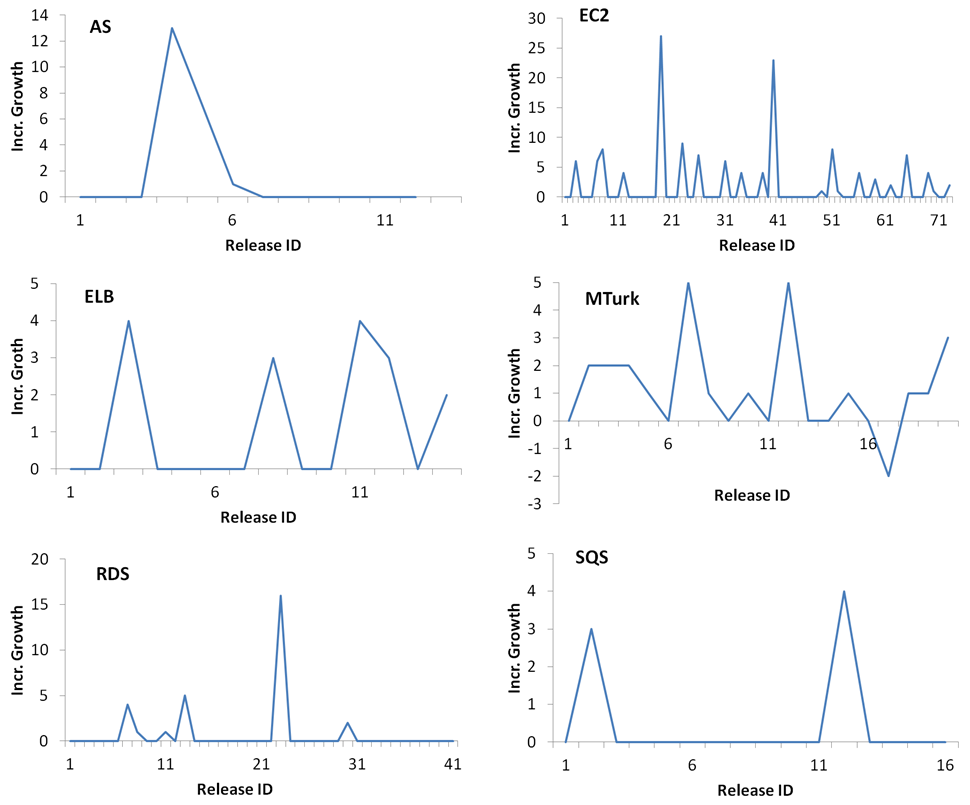 AS
Incr. Growth
14
12
10
8
6
4
2
0
1 6 11
Release ID
EC2
Incr. Growth
30
25
20
15
10
5
0
1 11 21 31 41 51 61 71
Release ID
ELB
Incr. Groth
5
4
3
2
1
0
1 6 11
Release ID
MTurk
Incr. Growth
5
4
3
2
1
0
-1
-2
-3
1 6 11 16
Release ID
RDS
Incr. Growth
20
15
10
5
0
1 11 21 31 41
Release ID
SQS
Incr. Growth
5
4
3
2
1
0
1 6 11 16
Release ID